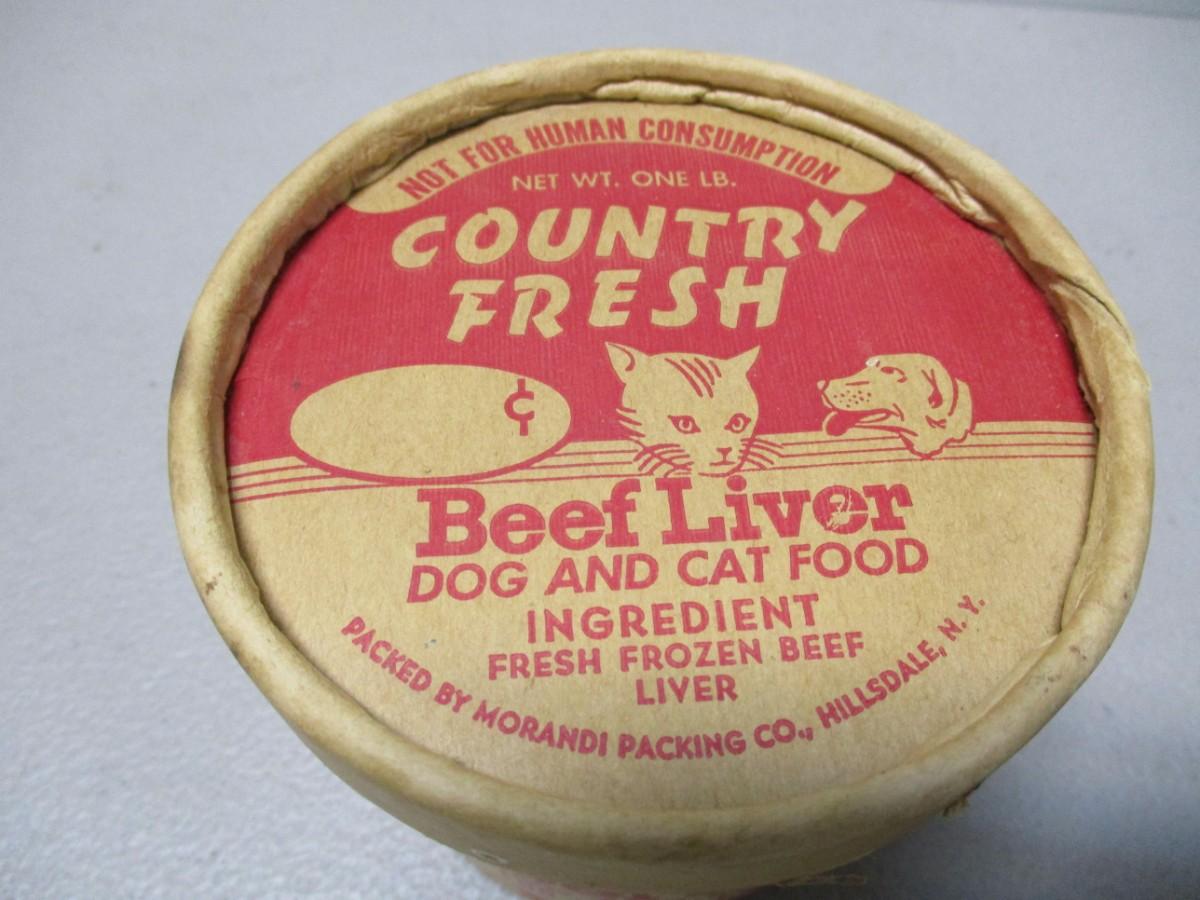 NOT FOR HUMAN CONSUMPTION
NET WT. ONE LB.
COUNTRY
FRESH
¢
Beef Liver
DOG AND CAT FOOD
INGREDIENT
FRESH FROZEN BEEF
LIVER
PACKED BY MORANDI PACKING CO., HILLSDALE, N. Y.